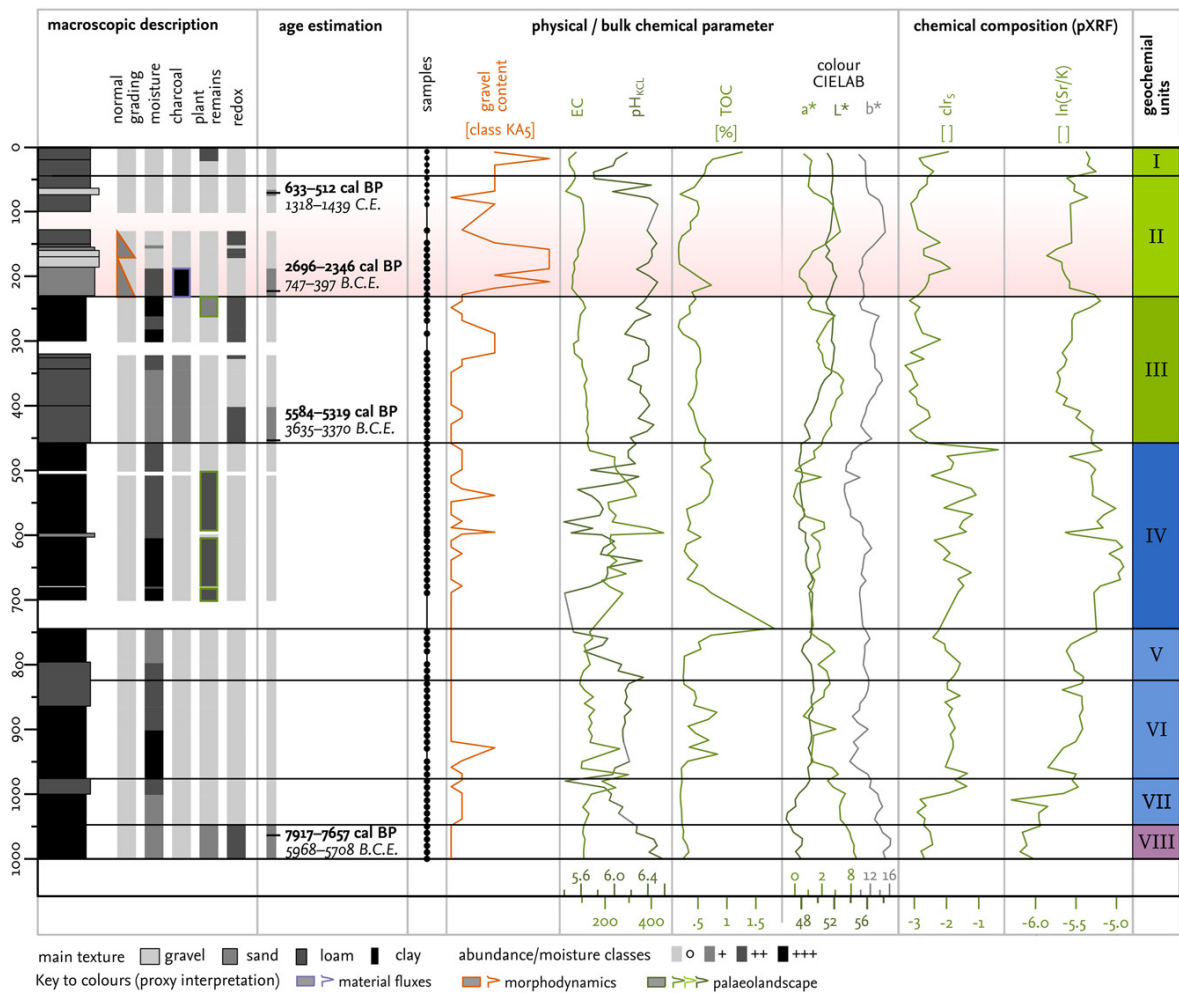 macroscopic description
age estimation
physical / bulk chemical parameter
chemical composition (pXRF)
normal grading
moisture
charcoal
plant remains
redox
samples
gravel content
[class KA5]
EC
pHKCL
TOC
[%]
colour
CIELAB
a*
L*
b*
clrS
[ ]
ln(Sr/K)
[ ]
geochemical units
0
100
200
300
400
500
600
700
800
900
1000
1000
633–512 cal BP
1318–1439 C.E.
2696–2346 cal BP
747–397 B.C.E.
5584–5319 cal BP
3635–3370 B.C.E.
7917–7657 cal BP
5968–5708 B.C.E.
I
II
III
IV
V
VI
VII
VIII
5.6 6.0 6.4
200 400
.5 1 1.5
0 2 8 12 16
48 52 56
-3 -2 -1
-6.0 -5.5 -5.0
main texture gravel sand loam clay abundance/moisture classes o + ++ +++
Key to colours (proxy interpretation) material fluxes morphodynamics palaeolandscape